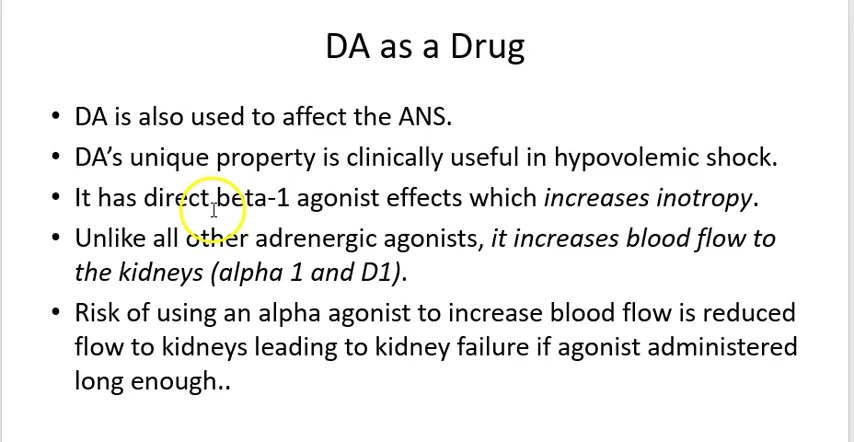 DA as a Drug
• DA is also used to affect the ANS.
• DA's unique property is clinically useful in hypovolemic shock.
• It has direct beta-1 agonist effects which increases inotropy.
• Unlike all other adrenergic agonists, it increases blood flow to
the kidneys (alpha 1 and D1).
• Risk of using an alpha agonist to increase blood flow is reduced
flow to kidneys leading to kidney failure if agonist administered
long enough..